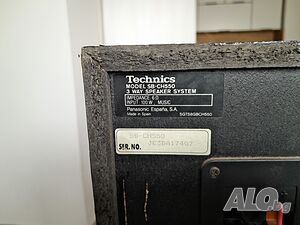 Technics
MODEL SB-CH550
3 WAY SPEAKER SYSTEM
IMPEDANCE 6 Ω
INPUT 100 W MUSIC
Panasonic España, S.A.
Made in Spain
SB-CH550
SER.NO.
ALO.bg